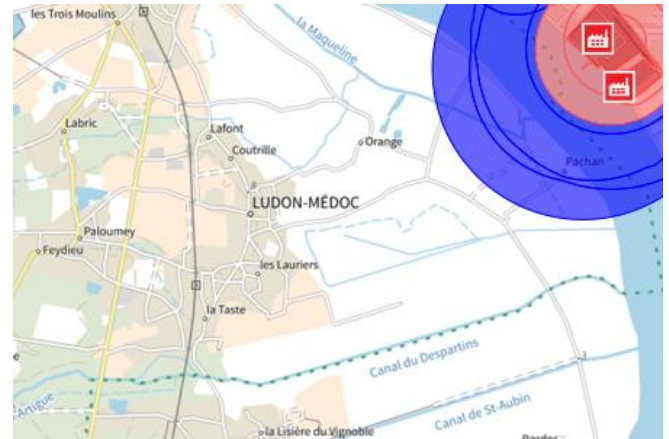 les Trois Moulins
la Maqueline
Labric
Lafont
Coutrille
Orange
Pachan
LUDON-MÉDOC
Paloumey
Feydieu
les Lauriers
la Taste
Canal du Despartins
Artigue
Canal de St-Aubin
la Lisière du Vignoble